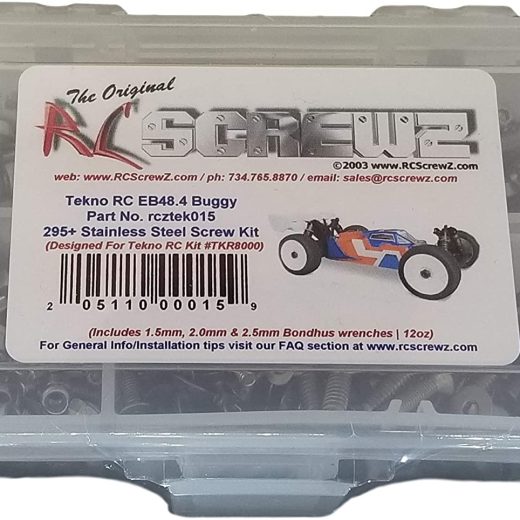 The Original
RC SCREWZ
©2003 www.RCScrewZ.com
web: www.RCScrewZ.com / ph: 734.765.8870 / email: sales@rcscrewz.com
Tekno RC EB48.4 Buggy
Part No. rcztek015
295+ Stainless Steel Screw Kit
(Designed For Tekno RC Kit #TKR8000)
2 05110 00015 9
(Includes 1.5mm, 2.0mm & 2.5mm Bondhus wrenches | 12oz)
For General Info/Installation tips visit our FAQ section at www.rcscrewz.com